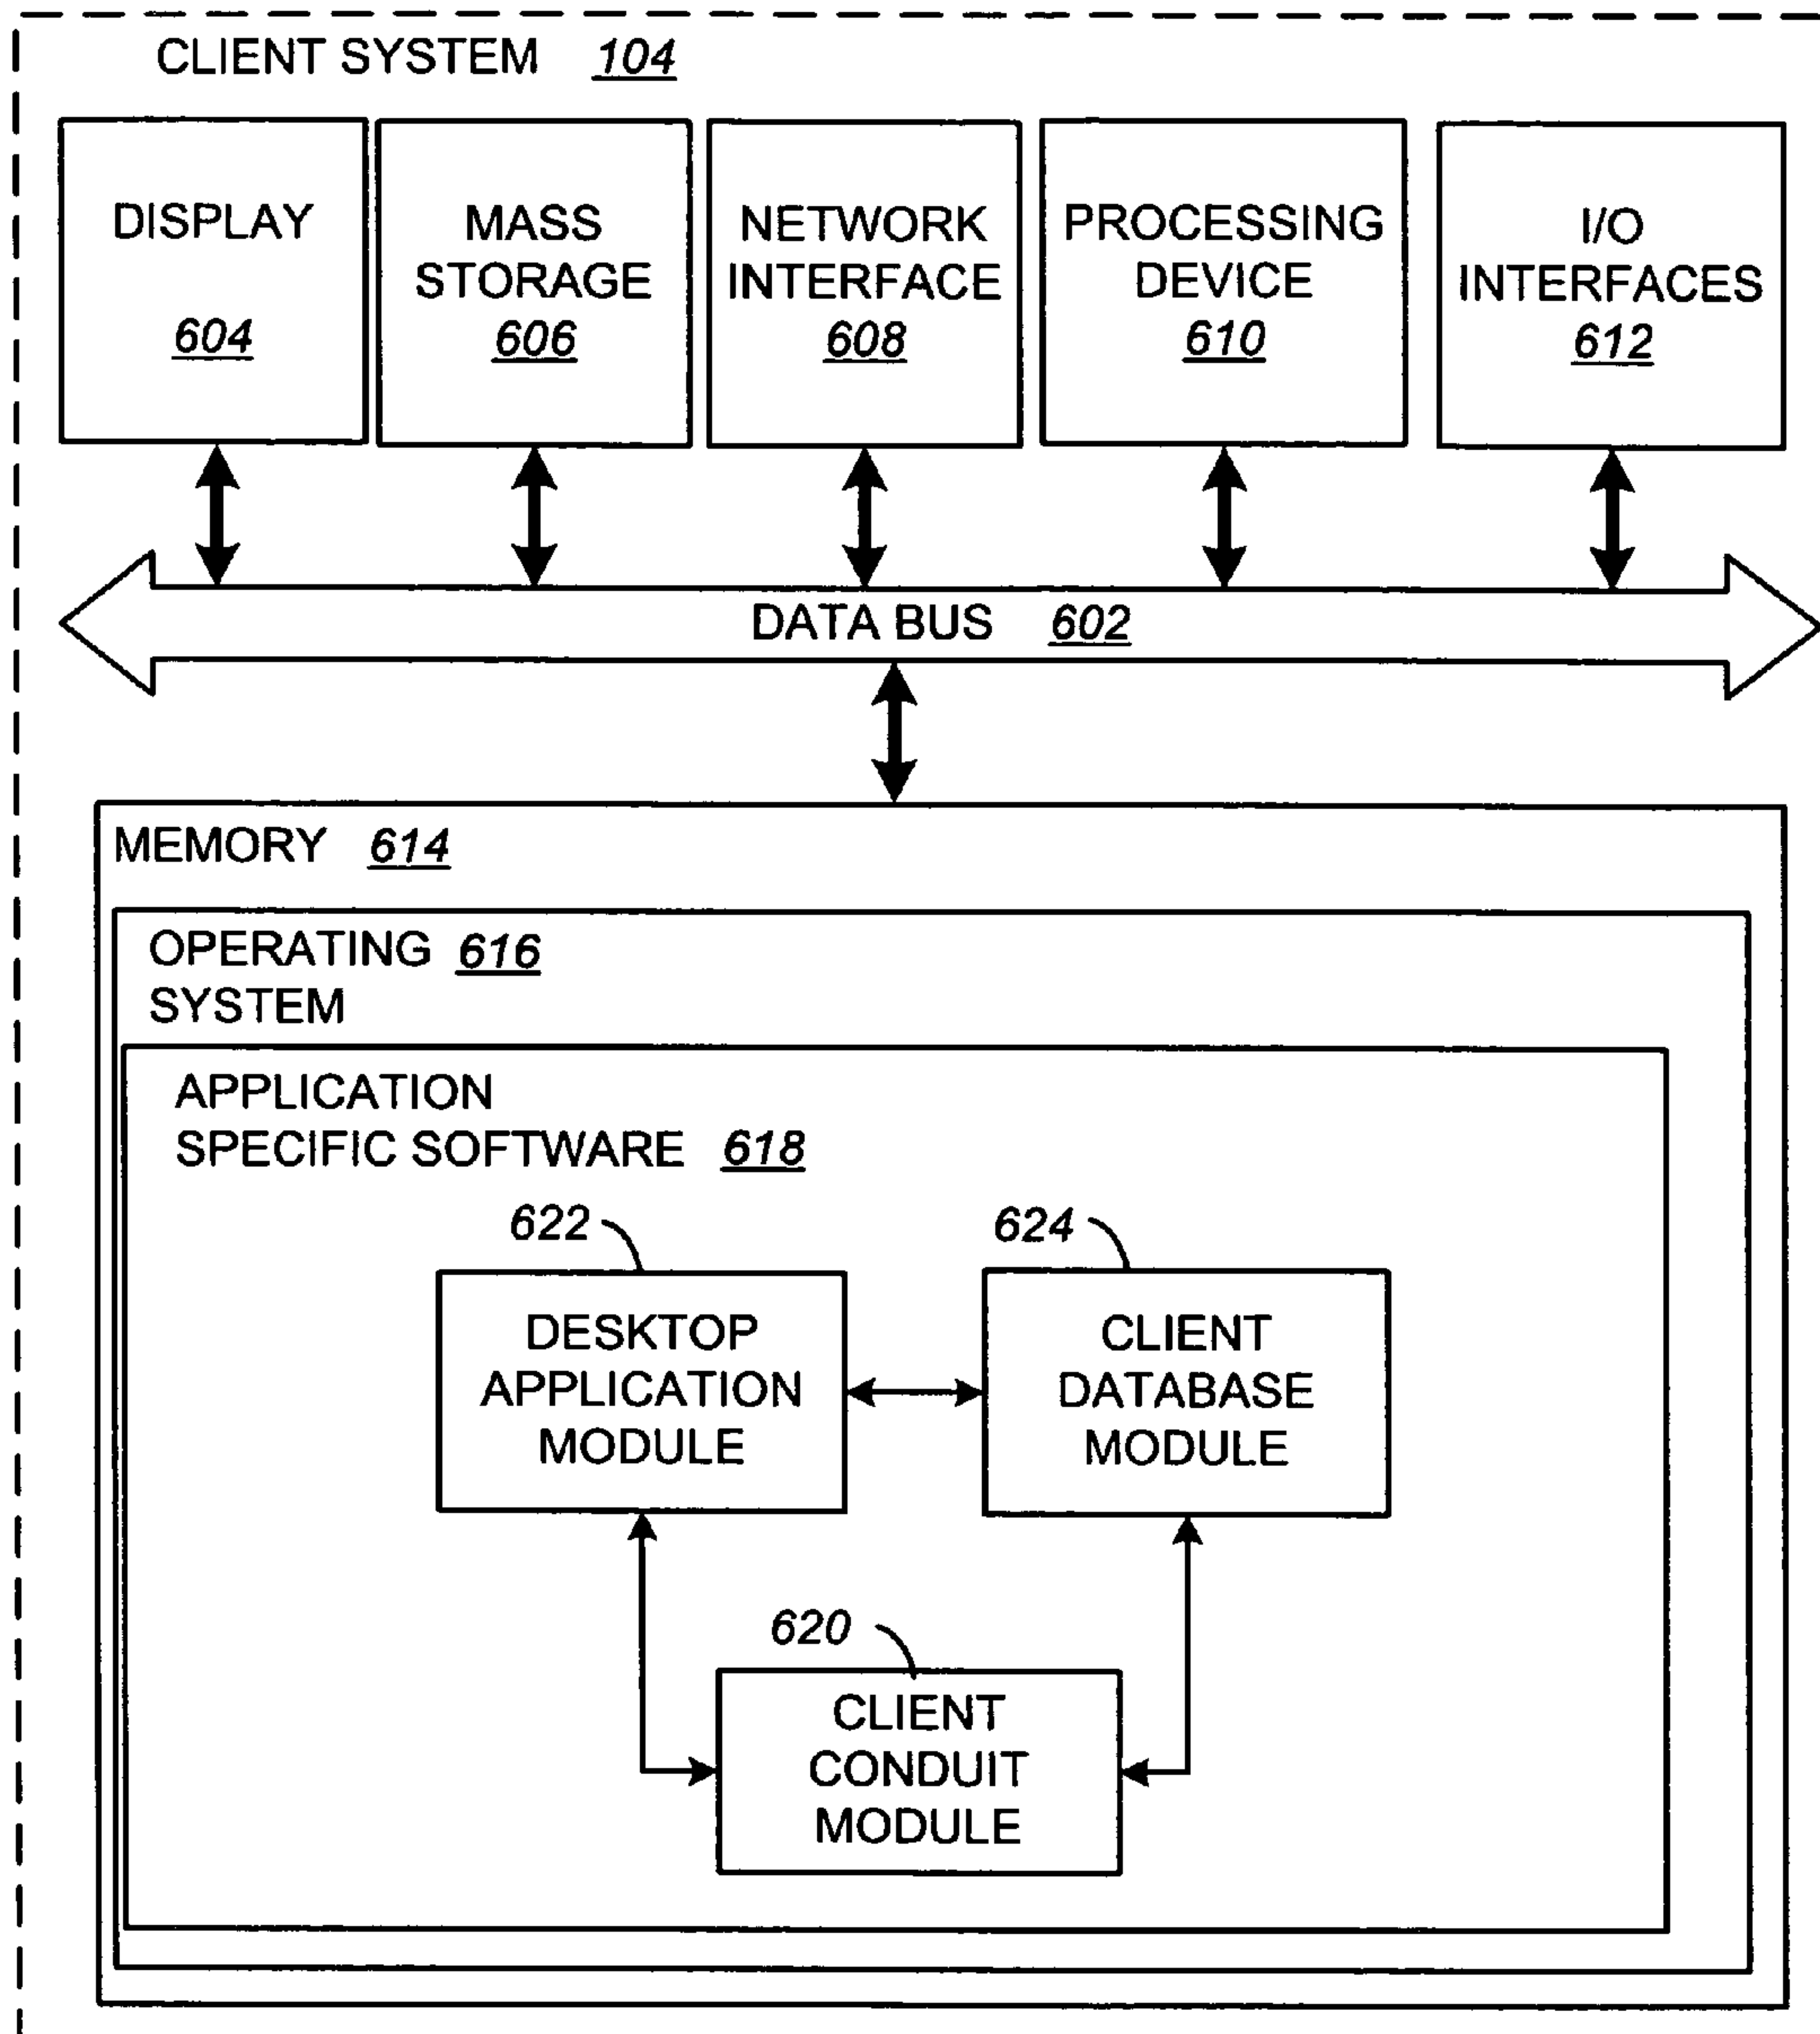 CLIENT SYSTEM 104
DISPLAY
604
MASS
STORAGE
606
NETWORK
INTERFACE
608
PROCESSING
DEVICE
610
I/O
INTERFACES
612
DATA BUS 602
MEMORY 614
OPERATING 616
SYSTEM
APPLICATION
SPECIFIC SOFTWARE 618
622
DESKTOP
APPLICATION
MODULE
624
CLIENT
DATABASE
MODULE
620
CLIENT
CONDUIT
MODULE